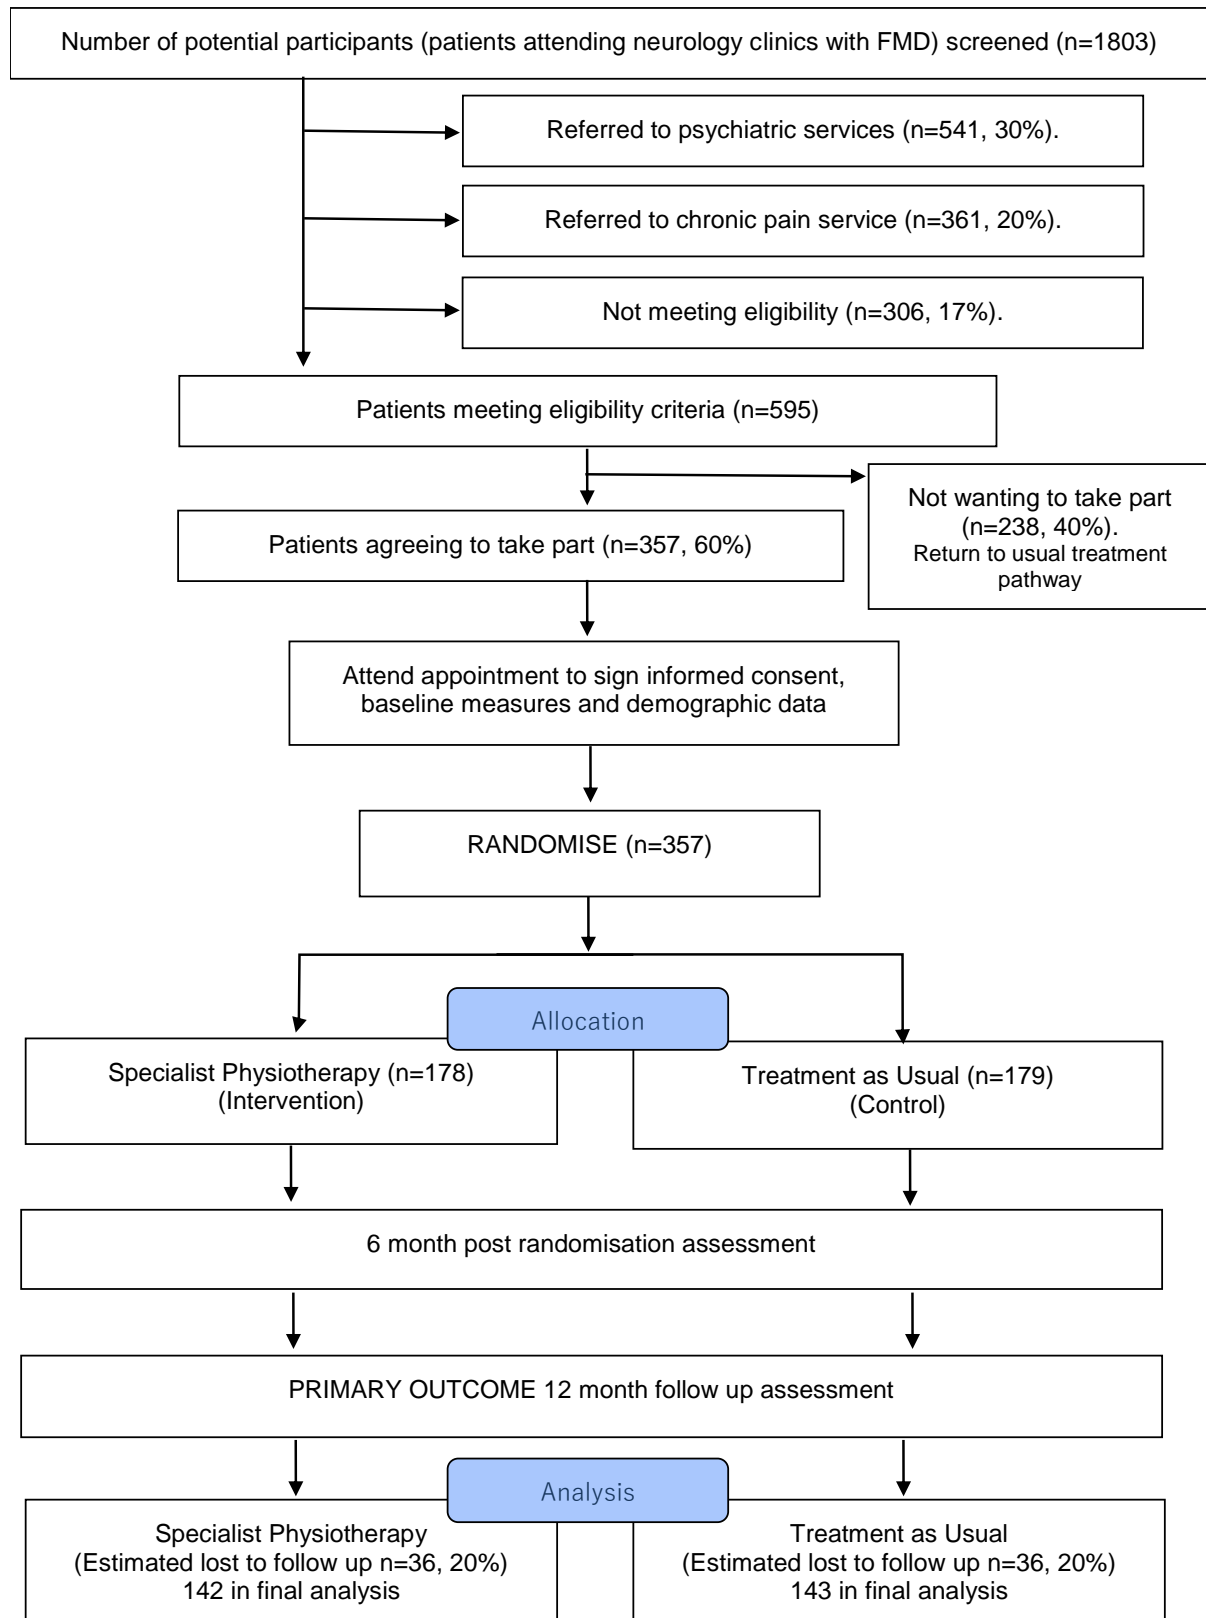 Number of potential participants (patients attending neurology clinics with FMD) screened (n=1803)
Referred to psychiatric services (n=541, 30%).
Referred to chronic pain service (n=361, 20%).
Not meeting eligibility (n=306, 17%).
Patients meeting eligibility criteria (n=595)
Not wanting to take part
(n=238, 40%).
Return to usual treatment
pathway
Patients agreeing to take part (n=357, 60%)
Attend appointment to sign informed consent,
baseline measures and demographic data
RANDOMISE (n=357)
Allocation
Specialist Physiotherapy (n=178)
(Intervention)
Treatment as Usual (n=179)
(Control)
6 month post randomisation assessment
PRIMARY OUTCOME 12 month follow up assessment
Analysis
Specialist Physiotherapy
(Estimated lost to follow up n=36, 20%)
142 in final analysis
Treatment as Usual
(Estimated lost to follow up n=36, 20%)
143 in final analysis